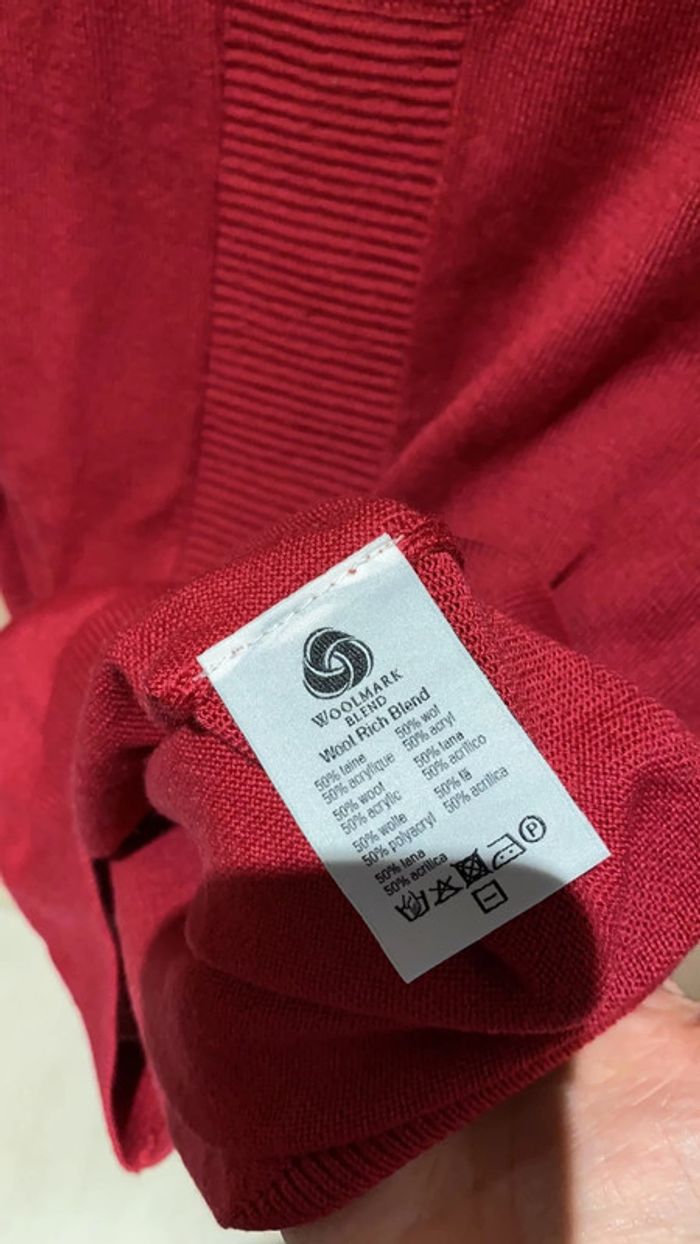 WOOLMARK
BLEND
Wool Rich Blend
50% laine
50% acrylique
50% wool
50% acrylic
50% wolle
50% polyacryl
50% lana
50% acrilica
50% wol
50% acryl
50% lana
50% acrilico
50% lã
50% acrílica
P